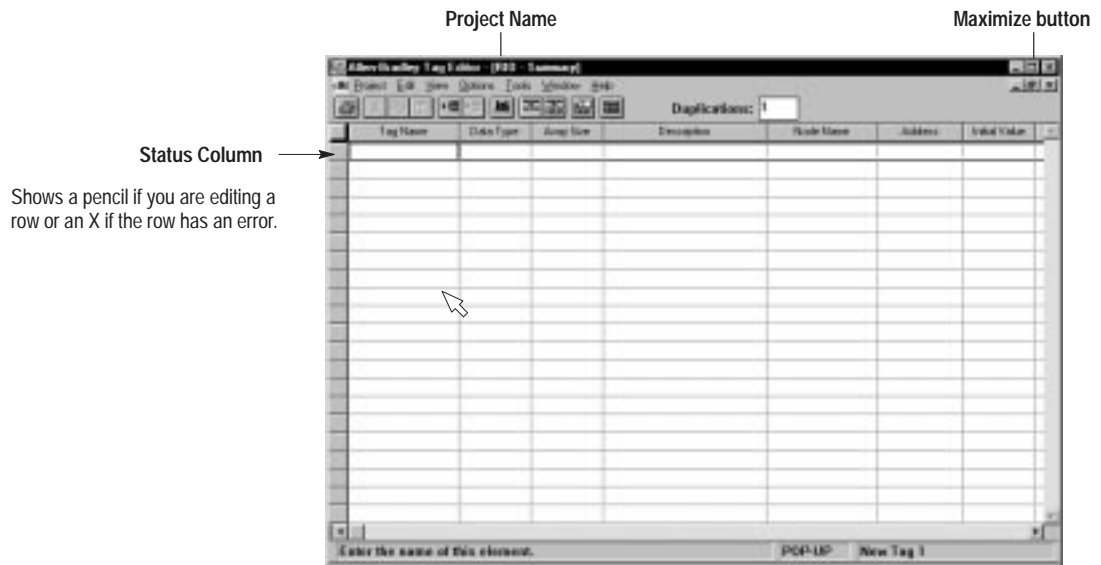 Project Name
Maximize button
Allen-Bradley Tag Editor - [ - Summary]
Project Edit View Options Tools Window Help
Duplications: 1
Tag Name Data Type Array Size Description Node Name Address Initial Value
Status Column
Shows a pencil if you are editing a
row or an X if the row has an error.
Enter the name of this element. POP-UP New Tag 1